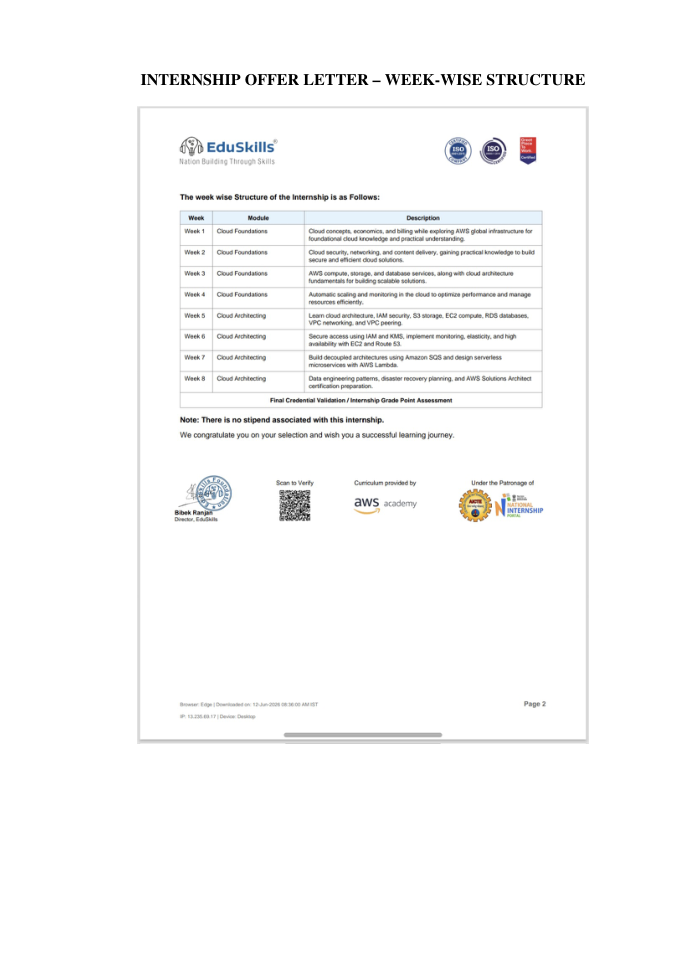 INTERNSHIP OFFER LETTER – WEEK-WISE STRUCTURE
EduSkills
Nation Building Through Skills
ISO
ISO
Great
Place
To
Work
Certified
The week wise Structure of the Internship is as Follows:
Week Module Description
Week 1 Cloud Foundations Cloud concepts, economics, and billing while exploring AWS global infrastructure for
foundational cloud knowledge and practical understanding.
Week 2 Cloud Foundations Cloud security, networking, and content delivery, gaining practical knowledge to build
secure and efficient cloud solutions.
Week 3 Cloud Foundations AWS compute, storage, and database services, along with cloud architecture
fundamentals for building scalable solutions.
Week 4 Cloud Foundations Automatic scaling and monitoring in the cloud to optimize performance and manage
resources efficiently.
Week 5 Cloud Architecting Learn cloud architecture, IAM security, S3 storage, EC2 compute, RDS databases,
VPC networking, and VPC peering.
Week 6 Cloud Architecting Secure access using IAM and KMS, implement monitoring, elasticity, and high
availability with EC2 and Route 53.
Week 7 Cloud Architecting Build decoupled architectures using Amazon SQS and design serverless
microservices with AWS Lambda.
Week 8 Cloud Architecting Data engineering patterns, disaster recovery planning, and AWS Solutions Architect
certification preparation.
Final Credential Validation / Internship Grade Point Assessment
Note: There is no stipend associated with this internship.
We congratulate you on your selection and wish you a successful learning journey.
Scan to Verify Curriculum provided by Under the Patronage of
aws academy
AICTE
NATIONAL
INTERNSHIP
PORTAL
Bibek Ranjan
Director, EduSkills
Browser: Edge | Downloaded on: 12-Jun-2026 08:36:00 AM IST
Page 2
IP: 13.235.69.17 | Device: Desktop